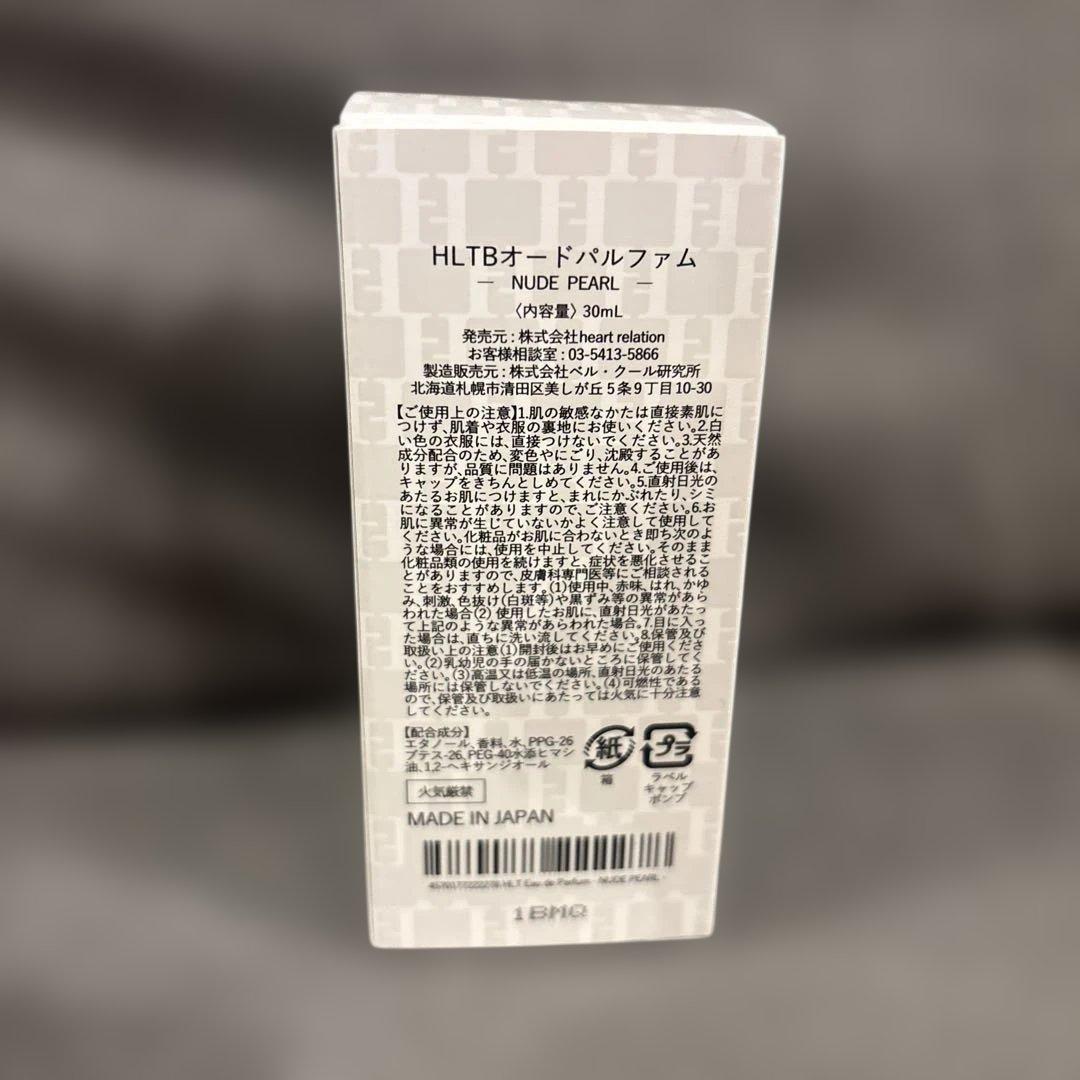 HLTBオードパルファム
— NUDE PEARL —
〈内容量〉30mL
発売元 : 株式会社heart relation
お客様相談室 : 03-5413-5866
製造販売元 : 株式会社ベル・クール研究所
北海道札幌市清田区美しが丘5条9丁目10-30
【ご使用上の注意】1.肌の敏感なかたは直接素肌に
つけず、肌着や衣服の裏地にお使いください。2.白
い色の衣服には、直接つけないでください。3.天然
成分配合のため、変色やにごり、沈殿することがあ
りますが、品質に問題はありません。4.ご使用後は、
キャップをきちんとしめてください。5.直射日光の
あたるお肌につけますと、まれにかぶれたり、シミ
になることがありますので、ご注意ください。6.お
肌に異常が生じていないかよく注意して使用して
ください。化粧品がお肌に合わないとき即ち次のよ
うな場合には、使用を中止してください。そのまま
化粧品類の使用を続けますと、症状を悪化させるこ
とがありますので、皮膚科専門医等にご相談される
ことをおすすめします。(1)使用中、赤味、はれ、かゆ
み、刺激、色抜け(白斑等)や黒ずみ等の異常があら
われた場合(2)使用したお肌に、直射日光があたっ
て上記のような異常があらわれた場合。7.目に入っ
た場合は、直ちに洗い流してください。8.保管及び
取扱い上の注意(1)開封後はお早めにご使用くださ
い。(2)乳幼児の手の届かないところに保管してく
ださい。(3)高温又は低温の場所、直射日光のあたる
場所には保管しないでください。(4)可燃性である
ので、保管及び取扱いにあたっては火気に十分注意
してください。
【配合成分】
エタノール、香料、水、PPG-26
ブテス-26、PEG-40水添ヒマシ
油、1,2-ヘキサンジオール
紙
箱
プラ
ラベル
キャップ
ポンプ
火気厳禁
MADE IN JAPAN
HLT Eau de Parfum - NUDE PEARL -
1BMQ